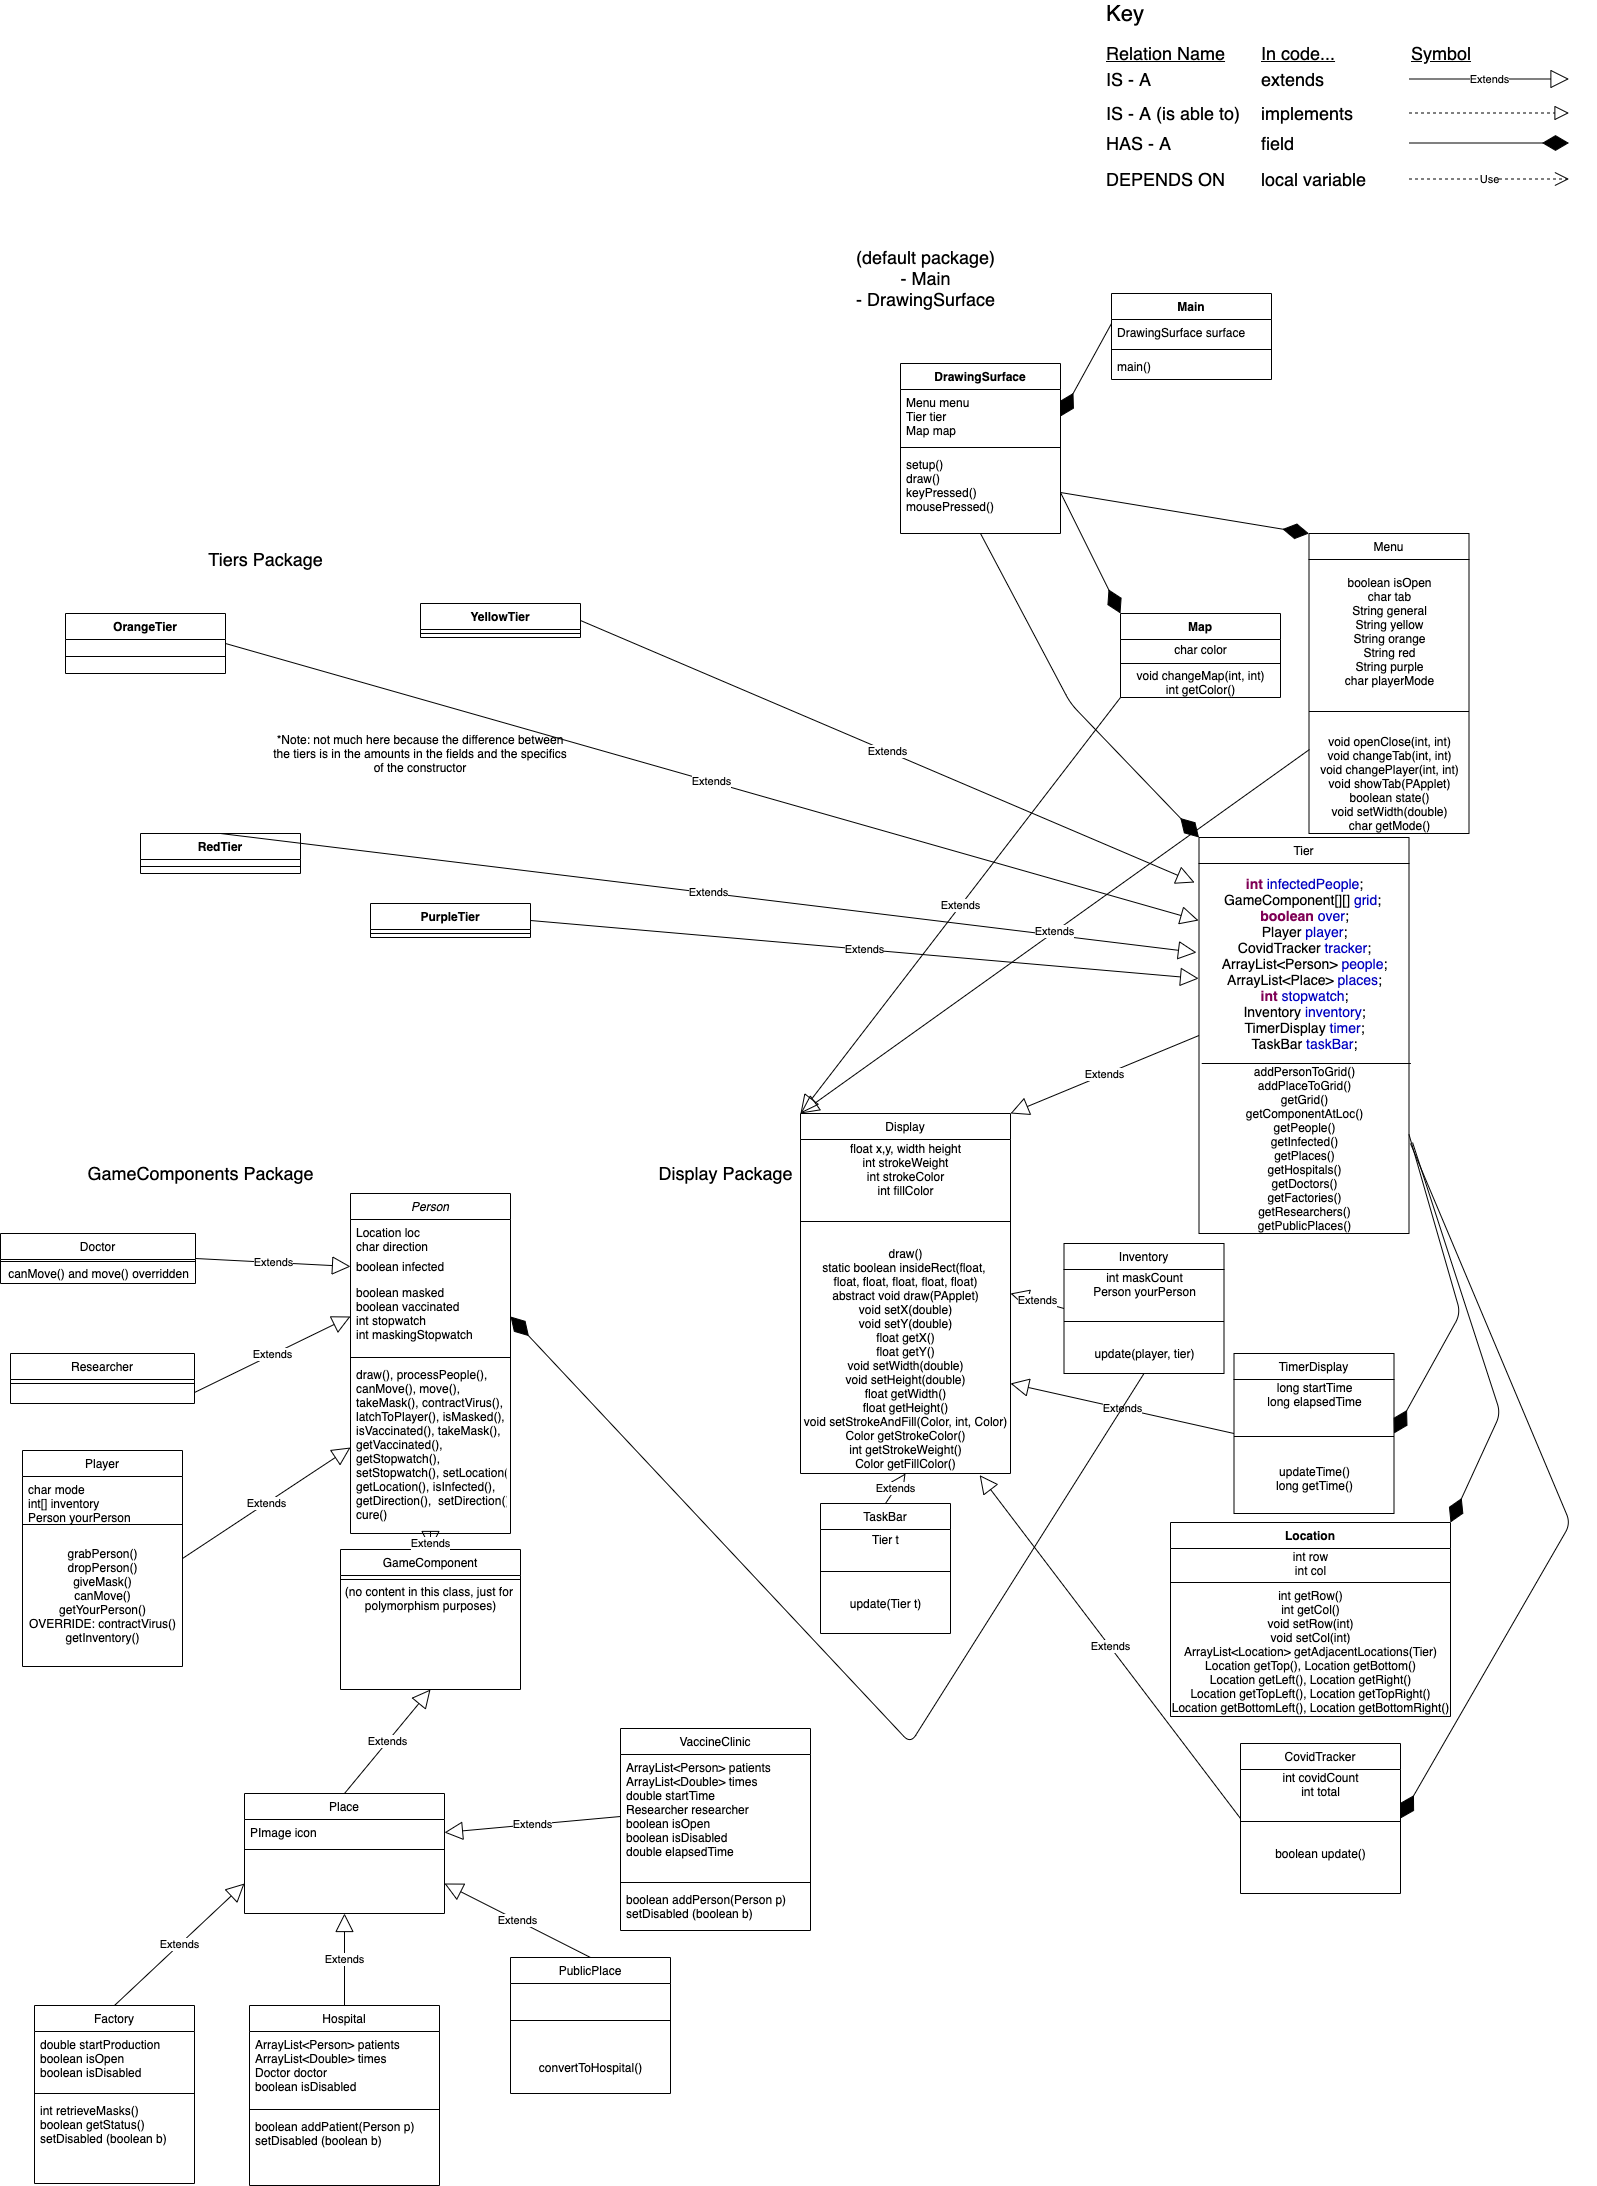 Key
Relation Name In code... Symbol
IS - A extends Extends
IS - A (is able to) implements
HAS - A field
DEPENDS ON local variable Use
(default package)
- Main
- DrawingSurface
Main
DrawingSurface surface
main()
DrawingSurface
Menu menu
Tier tier
Map map
setup()
draw()
keyPressed()
mousePressed()
Menu
boolean isOpen
char tab
String general
String yellow
String orange
String red
String purple
char playerMode
void openClose(int, int)
void changeTab(int, int)
void changePlayer(int, int)
void showTab(PApplet)
boolean state()
void setWidth(double)
char getMode()
Map
char color
void changeMap(int, int)
int getColor()
Tiers Package
OrangeTier
YellowTier
*Note: not much here because the difference between
the tiers is in the amounts in the fields and the specifics
of the constructor
RedTier
PurpleTier
Extends
Extends
Extends
Extends
Extends
Extends
Extends
Tier
int infectedPeople;
GameComponent[][] grid;
boolean over;
Player player;
CovidTracker tracker;
ArrayList<Person> people;
ArrayList<Place> places;
int stopwatch;
Inventory inventory;
TimerDisplay timer;
TaskBar taskBar;
addPersonToGrid()
addPlaceToGrid()
getGrid()
getComponentAtLoc()
getPeople()
getInfected()
getPlaces()
getHospitals()
getDoctors()
getFactories()
getResearchers()
getPublicPlaces()
Display Package
Display
float x,y, width height
int strokeWeight
int strokeColor
int fillColor
draw()
static boolean insideRect(float,
float, float, float, float, float)
abstract void draw(PApplet)
void setX(double)
void setY(double)
float getX()
float getY()
void setWidth(double)
void setHeight(double)
float getWidth()
float getHeight()
void setStrokeAndFill(Color, int, Color)
Color getStrokeColor()
int getStrokeWeight()
Color getFillColor()
Inventory
int maskCount
Person yourPerson
update(player, tier)
Extends
TimerDisplay
long startTime
long elapsedTime
updateTime()
long getTime()
Extends
Extends
TaskBar
Tier t
update(Tier t)
Location
int row
int col
int getRow()
int getCol()
void setRow(int)
void setCol(int)
ArrayList<Location> getAdjacentLocations(Tier)
Location getTop(), Location getBottom()
Location getLeft(), Location getRight()
Location getTopLeft(), Location getTopRight()
Location getBottomLeft(), Location getBottomRight()
Extends
CovidTracker
int covidCount
int total
boolean update()
GameComponents Package
Person
Location loc
char direction
boolean infected
boolean masked
boolean vaccinated
int stopwatch
int maskingStopwatch
draw(), processPeople(),
canMove(), move(),
takeMask(), contractVirus(),
latchToPlayer(), isMasked(),
isVaccinated(), takeMask(),
getVaccinated(),
getStopwatch(),
setStopwatch(), setLocation(
getLocation(), isInfected(),
getDirection(), setDirection(
cure()
Doctor
canMove() and move() overridden
Extends
Researcher
Extends
Player
char mode
int[] inventory
Person yourPerson
grabPerson()
dropPerson()
giveMask()
canMove()
getYourPerson()
OVERRIDE: contractVirus()
getInventory()
Extends
Extends
GameComponent
(no content in this class, just for
polymorphism purposes)
Extends
Place
PImage icon
Extends
VaccineClinic
ArrayList<Person> patients
ArrayList<Double> times
double startTime
Researcher researcher
boolean isOpen
boolean isDisabled
double elapsedTime
boolean addPerson(Person p)
setDisabled (boolean b)
Extends
Extends
Extends
PublicPlace
convertToHospital()
Factory
double startProduction
boolean isOpen
boolean isDisabled
int retrieveMasks()
boolean getStatus()
setDisabled (boolean b)
Hospital
ArrayList<Person> patients
ArrayList<Double> times
Doctor doctor
boolean isDisabled
boolean addPatient(Person p)
setDisabled (boolean b)